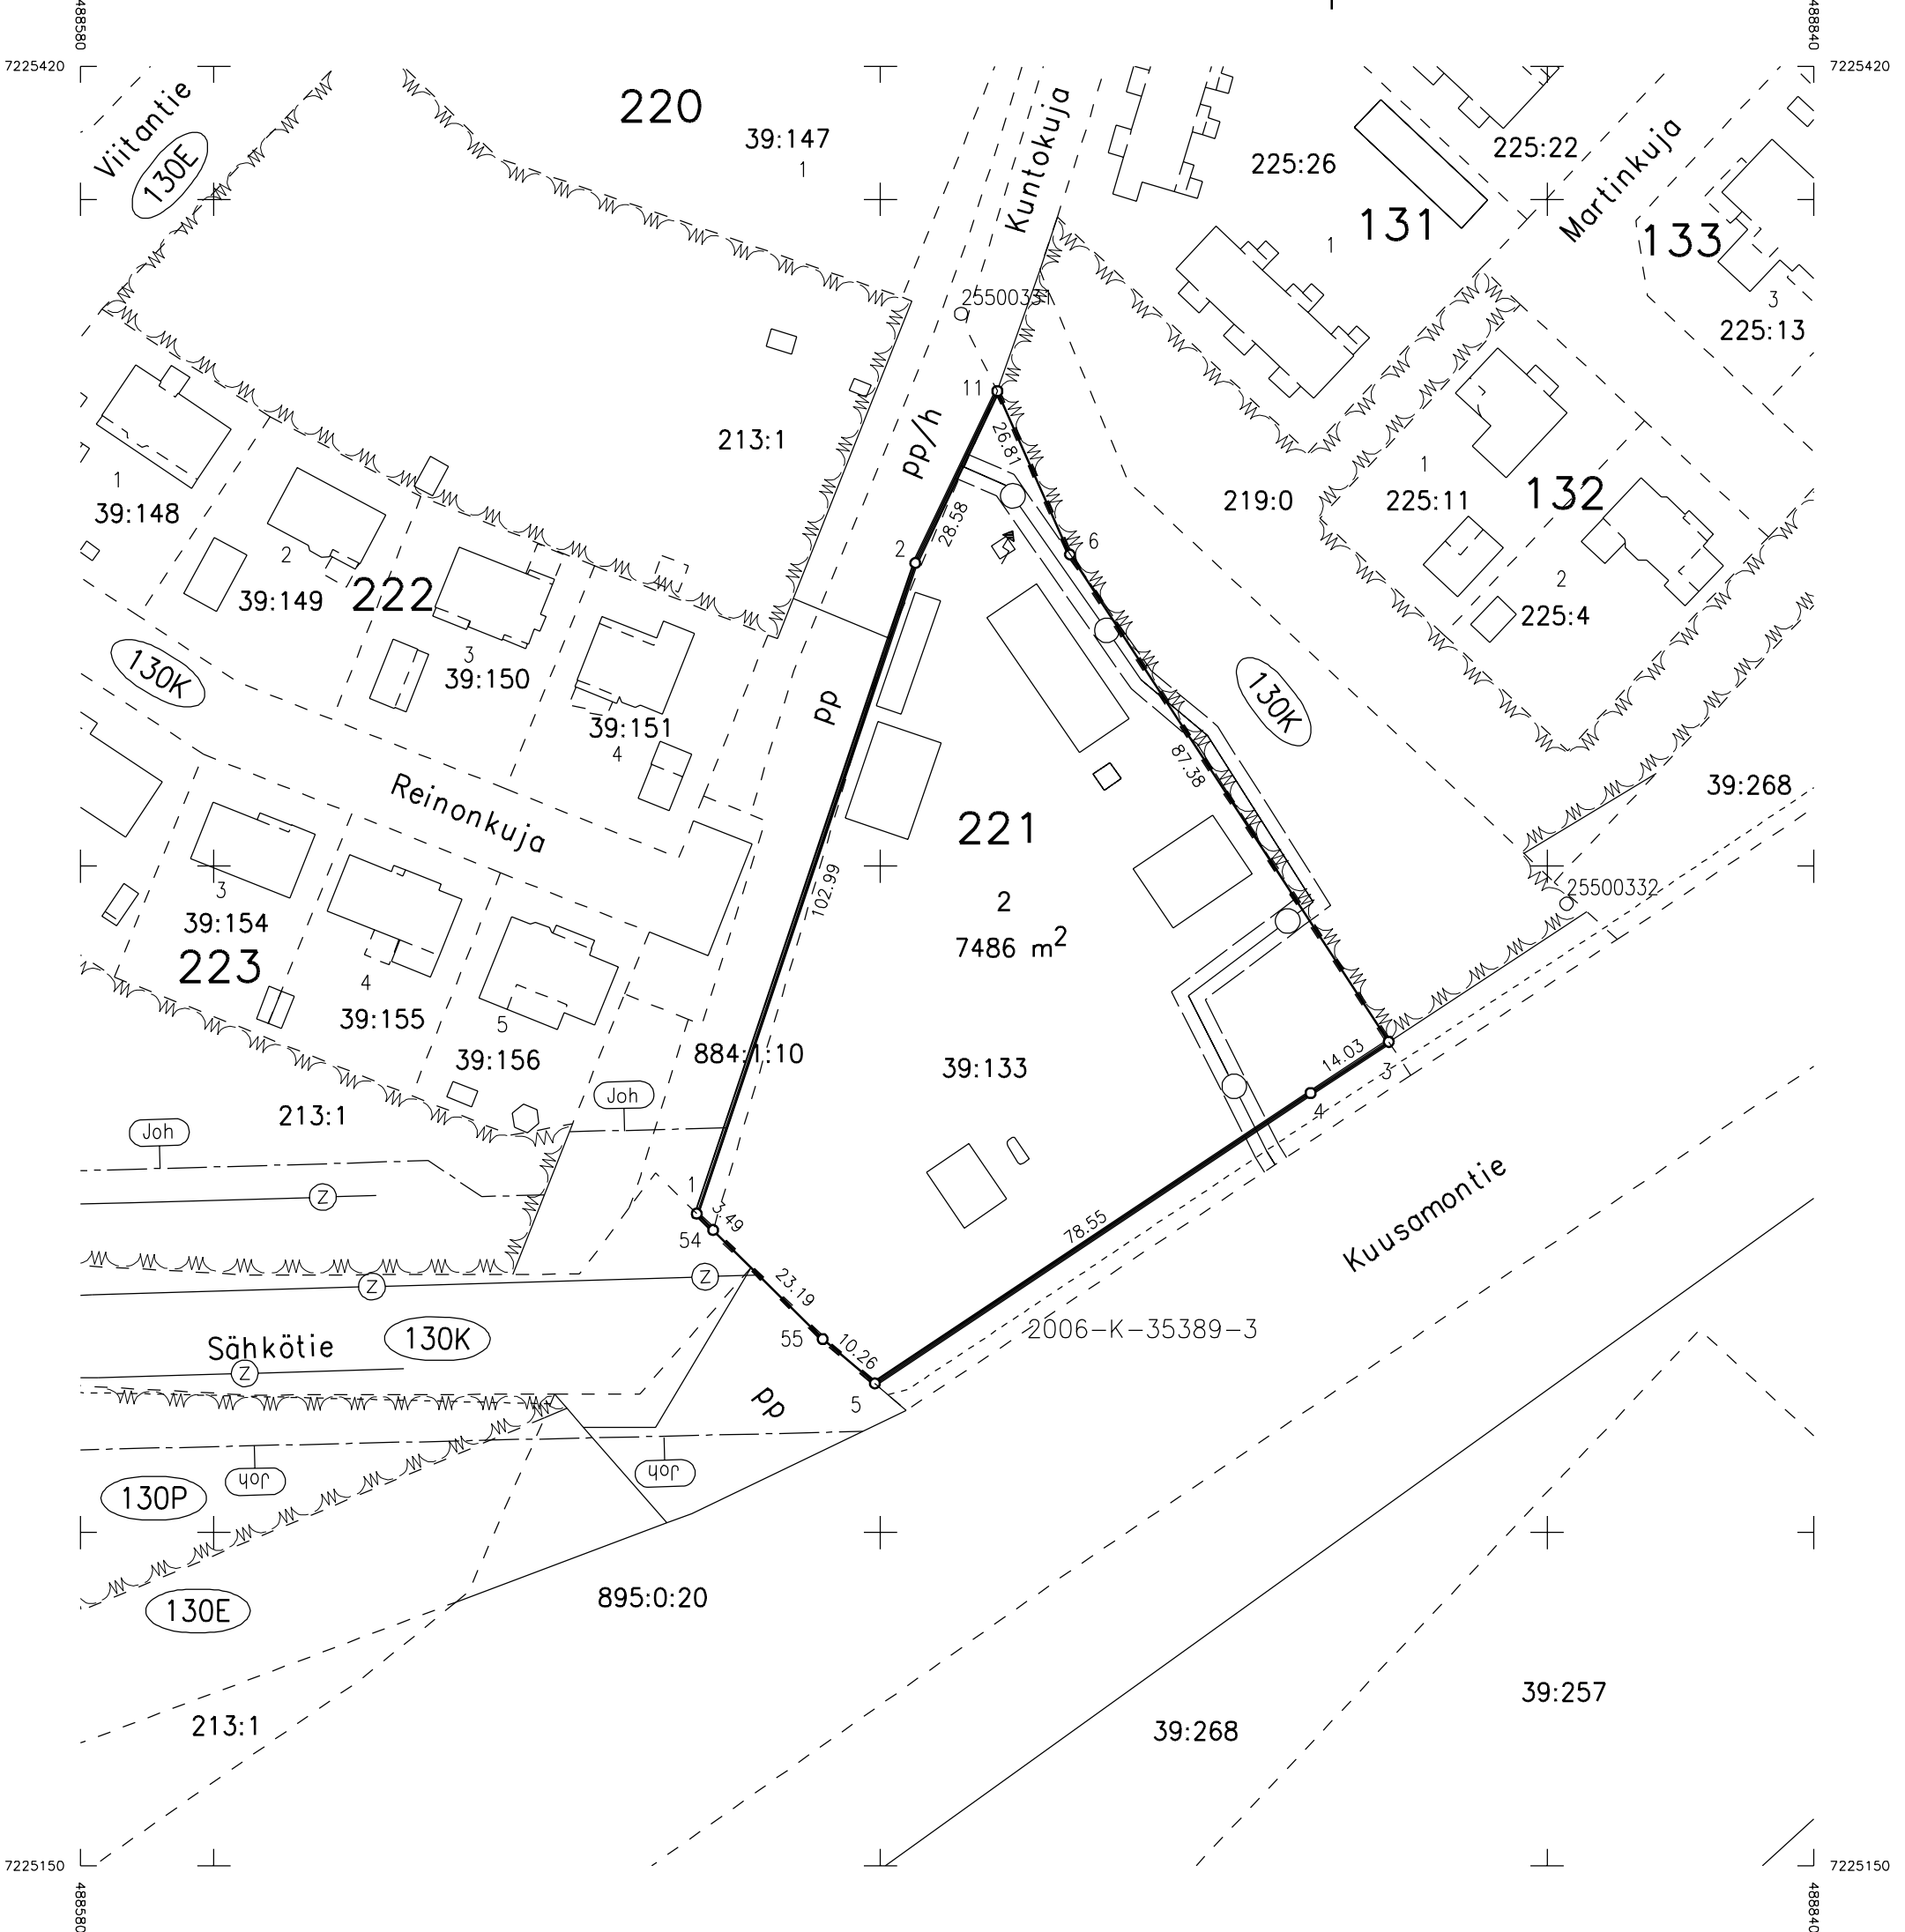 488580
488840
7225420
7225420
Viitantie
130E
220
39:147
1
Kuntokuja
225:26
225:22
131
1
Martinkuja
133
3
225:13
25500331
11
pp/h
213:1
26.81
28.58
2
6
1
39:148
2
39:149
222
3
39:150
39:151
4
130K
219:0
1
225:11
132
2
225:4
pp
130K
87.38
39:268
Reinonkuja
221
2
7486 m2
102.99
25500332
3
39:154
223
4
39:155
5
39:156
884:1:10
39:133
14.03
3
4
213:1
Joh
Joh
Z
1
3.49
54
78.55
Kuusamontie
Z
Z
23.19
Sähkötie
130K
55
10.26
2006-K-35389-3
Z
5
pp
Joh
Joh
130P
130E
895:0:20
213:1
39:268
39:257
7225150
7225150
488580
488840